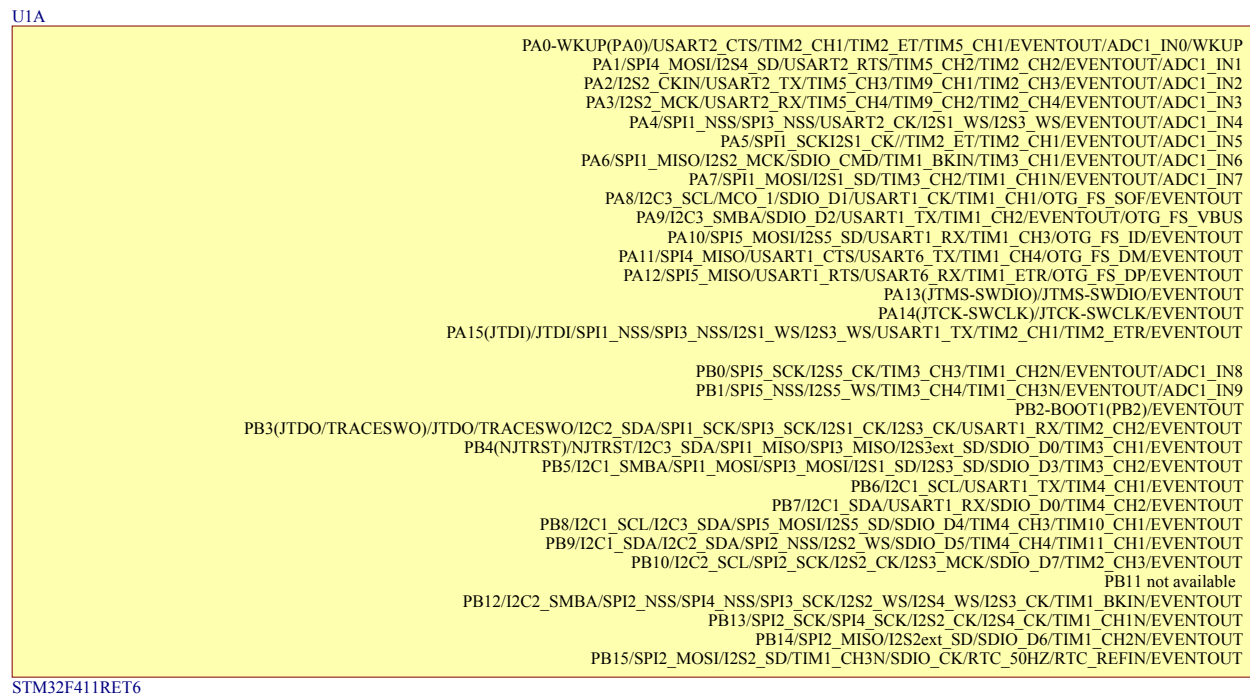 U1A
PA0-WKUP(PA0)/USART2_CTS/TIM2_CH1/TIM2_ET/TIM5_CH1/EVENTOUT/ADC1_IN0/WKUP
PA1/SPI4_MOSI/I2S4_SD/USART2_RTS/TIM5_CH2/TIM2_CH2/EVENTOUT/ADC1_IN1
PA2/I2S2_CKIN/USART2_TX/TIM5_CH3/TIM9_CH1/TIM2_CH3/EVENTOUT/ADC1_IN2
PA3/I2S2_MCK/USART2_RX/TIM5_CH4/TIM9_CH2/TIM2_CH4/EVENTOUT/ADC1_IN3
PA4/SPI1_NSS/SPI3_NSS/USART2_CK/I2S1_WS/I2S3_WS/EVENTOUT/ADC1_IN4
PA5/SPI1_SCKI2S1_CK//TIM2_ET/TIM2_CH1/EVENTOUT/ADC1_IN5
PA6/SPI1_MISO/I2S2_MCK/SDIO_CMD/TIM1_BKIN/TIM3_CH1/EVENTOUT/ADC1_IN6
PA7/SPI1_MOSI/I2S1_SD/TIM3_CH2/TIM1_CH1N/EVENTOUT/ADC1_IN7
PA8/I2C3_SCL/MCO_1/SDIO_D1/USART1_CK/TIM1_CH1/OTG_FS_SOF/EVENTOUT
PA9/I2C3_SMBA/SDIO_D2/USART1_TX/TIM1_CH2/EVENTOUT/OTG_FS_VBUS
PA10/SPI5_MOSI/I2S5_SD/USART1_RX/TIM1_CH3/OTG_FS_ID/EVENTOUT
PA11/SPI4_MISO/USART1_CTS/USART6_TX/TIM1_CH4/OTG_FS_DM/EVENTOUT
PA12/SPI5_MISO/USART1_RTS/USART6_RX/TIM1_ETR/OTG_FS_DP/EVENTOUT
PA13(JTMS-SWDIO)/JTMS-SWDIO/EVENTOUT
PA14(JTCK-SWCLK)/JTCK-SWCLK/EVENTOUT
PA15(JTDI)/JTDI/SPI1_NSS/SPI3_NSS/I2S1_WS/I2S3_WS/USART1_TX/TIM2_CH1/TIM2_ETR/EVENTOUT
PB0/SPI5_SCK/I2S5_CK/TIM3_CH3/TIM1_CH2N/EVENTOUT/ADC1_IN8
PB1/SPI5_NSS/I2S5_WS/TIM3_CH4/TIM1_CH3N/EVENTOUT/ADC1_IN9
PB2-BOOT1(PB2)/EVENTOUT
PB3(JTDO/TRACESWO)/JTDO/TRACESWO/I2C2_SDA/SPI1_SCK/SPI3_SCK/I2S1_CK/I2S3_CK/USART1_RX/TIM2_CH2/EVENTOUT
PB4(NJTRST)/NJTRST/I2C3_SDA/SPI1_MISO/SPI3_MISO/I2S3ext_SD/SDIO_D0/TIM3_CH1/EVENTOUT
PB5/I2C1_SMBA/SPI1_MOSI/SPI3_MOSI/I2S1_SD/I2S3_SD/SDIO_D3/TIM3_CH2/EVENTOUT
PB6/I2C1_SCL/USART1_TX/TIM4_CH1/EVENTOUT
PB7/I2C1_SDA/USART1_RX/SDIO_D0/TIM4_CH2/EVENTOUT
PB8/I2C1_SCL/I2C3_SDA/SPI5_MOSI/I2S5_SD/SDIO_D4/TIM4_CH3/TIM10_CH1/EVENTOUT
PB9/I2C1_SDA/I2C2_SDA/SPI2_NSS/I2S2_WS/SDIO_D5/TIM4_CH4/TIM11_CH1/EVENTOUT
PB10/I2C2_SCL/SPI2_SCK/I2S2_CK/I2S3_MCK/SDIO_D7/TIM2_CH3/EVENTOUT
PB11 not available
PB12/I2C2_SMBA/SPI2_NSS/SPI4_NSS/SPI3_SCK/I2S2_WS/I2S4_WS/I2S3_CK/TIM1_BKIN/EVENTOUT
PB13/SPI2_SCK/SPI4_SCK/I2S2_CK/I2S4_CK/TIM1_CH1N/EVENTOUT
PB14/SPI2_MISO/I2S2ext_SD/SDIO_D6/TIM1_CH2N/EVENTOUT
PB15/SPI2_MOSI/I2S2_SD/TIM1_CH3N/SDIO_CK/RTC_50HZ/RTC_REFIN/EVENTOUT
STM32F411RET6